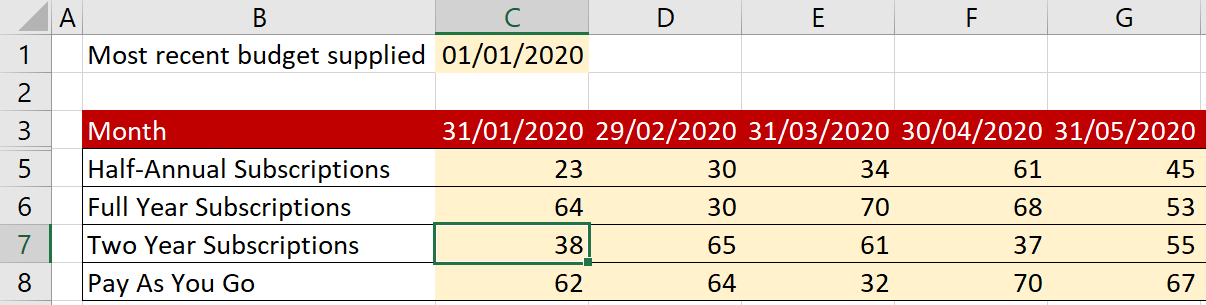 A B C D E F G
1 Most recent budget supplied 01/01/2020
2
3 Month 31/01/2020 29/02/2020 31/03/2020 30/04/2020 31/05/2020
5 Half-Annual Subscriptions 23 30 34 61 45
6 Full Year Subscriptions 64 30 70 68 53
7 Two Year Subscriptions 38 65 61 37 55
8 Pay As You Go 62 64 32 70 67